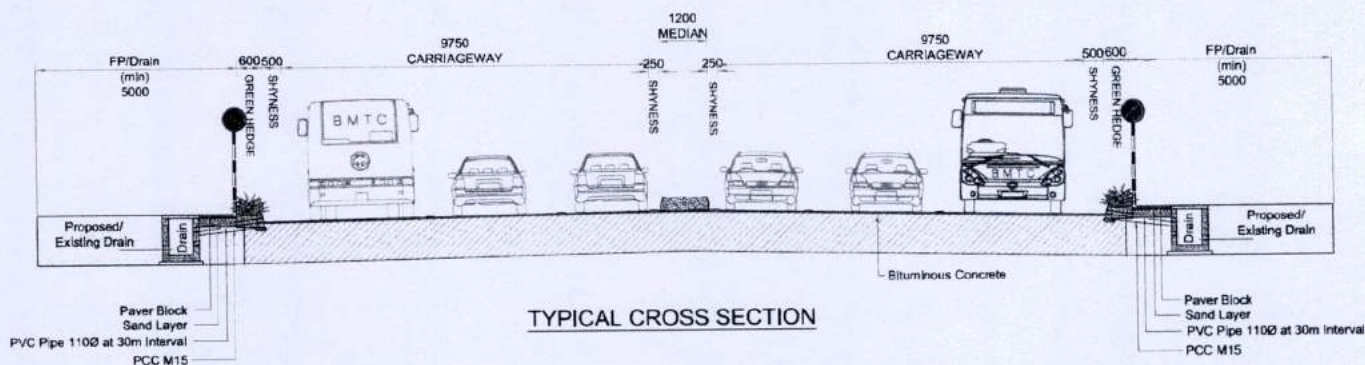 1200
MEDIAN
9750
CARRIAGEWAY
9750
CARRIAGEWAY
FP/Drain
(min)
5000
600
500
250
250
500
600
FP/Drain
(min)
5000
GREEN HEDGE
SHYNESS
SHYNESS
SHYNESS
SHYNESS
GREEN HEDGE
BMTC
BMTC
Proposed/
Existing Drain
Drain
Drain
Proposed/
Existing Drain
Bituminous Concrete
Paver Block
Sand Layer
PVC Pipe 110Ø at 30m Interval
PCC M15
TYPICAL CROSS SECTION
Paver Block
Sand Layer
PVC Pipe 110Ø at 30m Interval
PCC M15